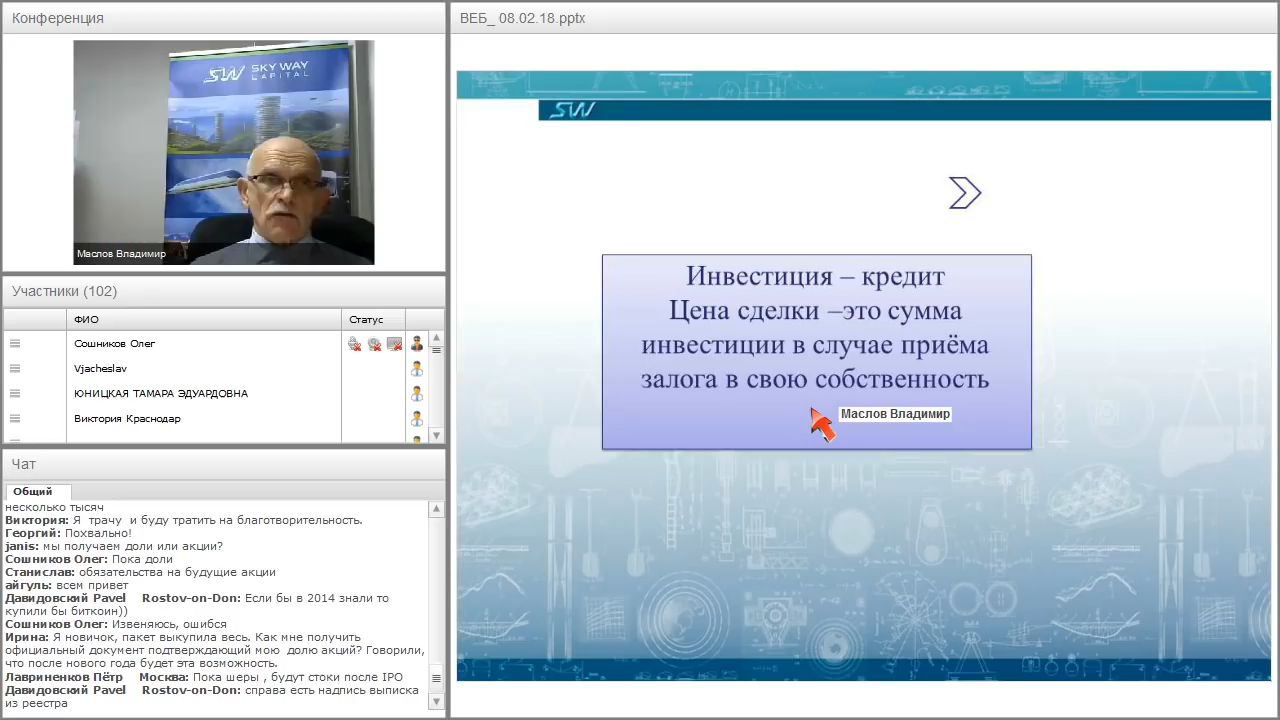 Конференция
SW SKY WAY
CAPITAL
Маслов Владимир
Участники (102)
ФИО
Статус
Сошников Олег
Vjacheslav
ЮНИЦКАЯ ТАМАРА ЭДУАРДОВНА
Виктория Краснодар
Чат
Общий
несколько тысяч
Виктория: Я трачу и буду тратить на благотворительность.
Георгий: Похвально!
janis: мы получаем доли или акции?
Сошников Олег: Пока доли
Станислав: обязательства на будущие акции
айгуль: всем привет
Давидовский Pavel Rostov-on-Don: Если бы в 2014 знали то
купили бы биткоин))
Сошников Олег: Извеняюсь, ошибся
Ирина: Я новичок, пакет выкупила весь. Как мне получить
официальный документ подтверждающий мою долю акций? Говорили,
что после нового года будет эта возможность.
Лавриненков Пётр Москва: Пока шеры , будут стоки после IPO
Давидовский Pavel Rostov-on-Don: справа есть надпись выписка
из реестра
ВЕБ_ 08.02.18.pptx
SW
Инвестиция – кредит
Цена сделки –это сумма
инвестиции в случае приёма
залога в свою собственность
Маслов Владимир